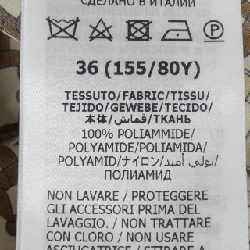 СДЕЛАНО В ИТАЛИИ
36 (155/80Y)
TESSUTO/FABRIC/TISSU/
TEJIDO/GEWEBE/TECIDO/
本体/قماش/ТКАНЬ
100% POLIAMMIDE/
POLYAMIDE/POLIAMIDA/
POLYAMID/ナイロン/بولي أميد/
ПОЛИАМИД
NON LAVARE / PROTEGGERE
GLI ACCESSORI PRIMA DEL
LAVAGGIO. / NON TRATTARE
CON CLORO / NON USARE
ASCIUGATRICE / STIRARE A